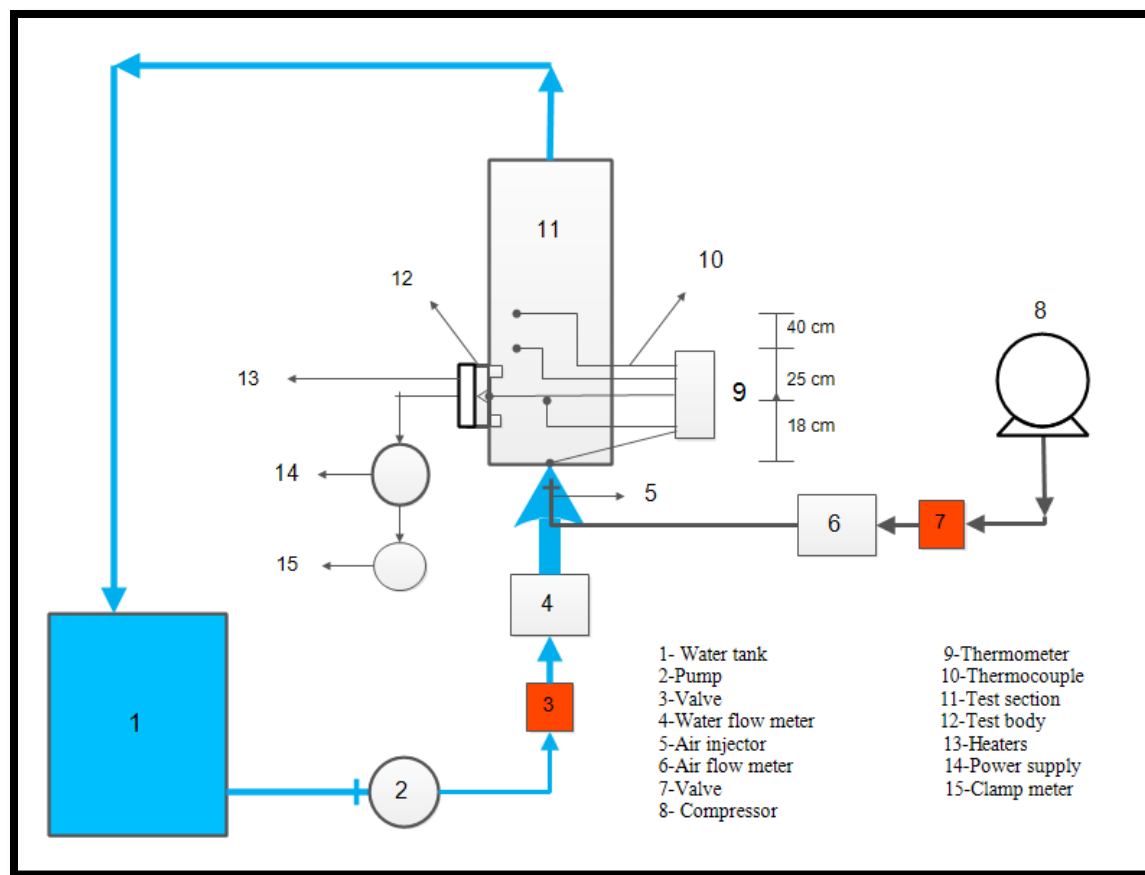 11
10
12
8
40 cm
13
25 cm
9
18 cm
14
5
6
7
15
4
1- Water tank
2-Pump
3-Valve
4-Water flow meter
5-Air injector
6-Air flow meter
7-Valve
8- Compressor
9-Thermometer
10-Thermocouple
11-Test section
12-Test body
13-Heaters
14-Power supply
15-Clamp meter
3
1
2